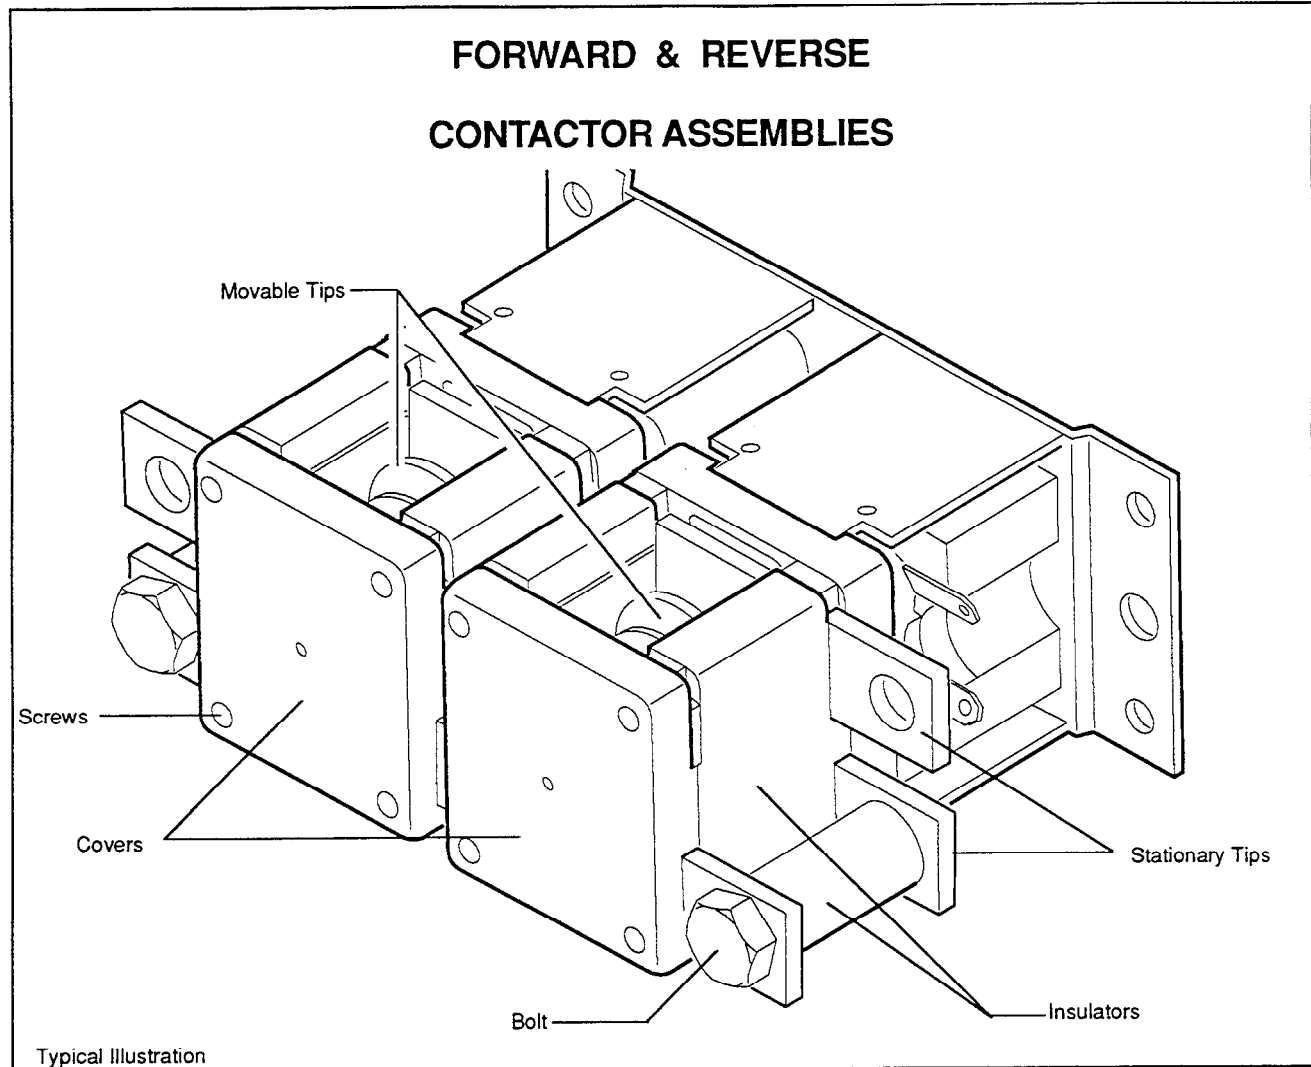 FORWARD & REVERSE
CONTACTOR ASSEMBLIES
Movable Tips
Screws
Covers
Stationary Tips
Insulators
Bolt
Typical Illustration